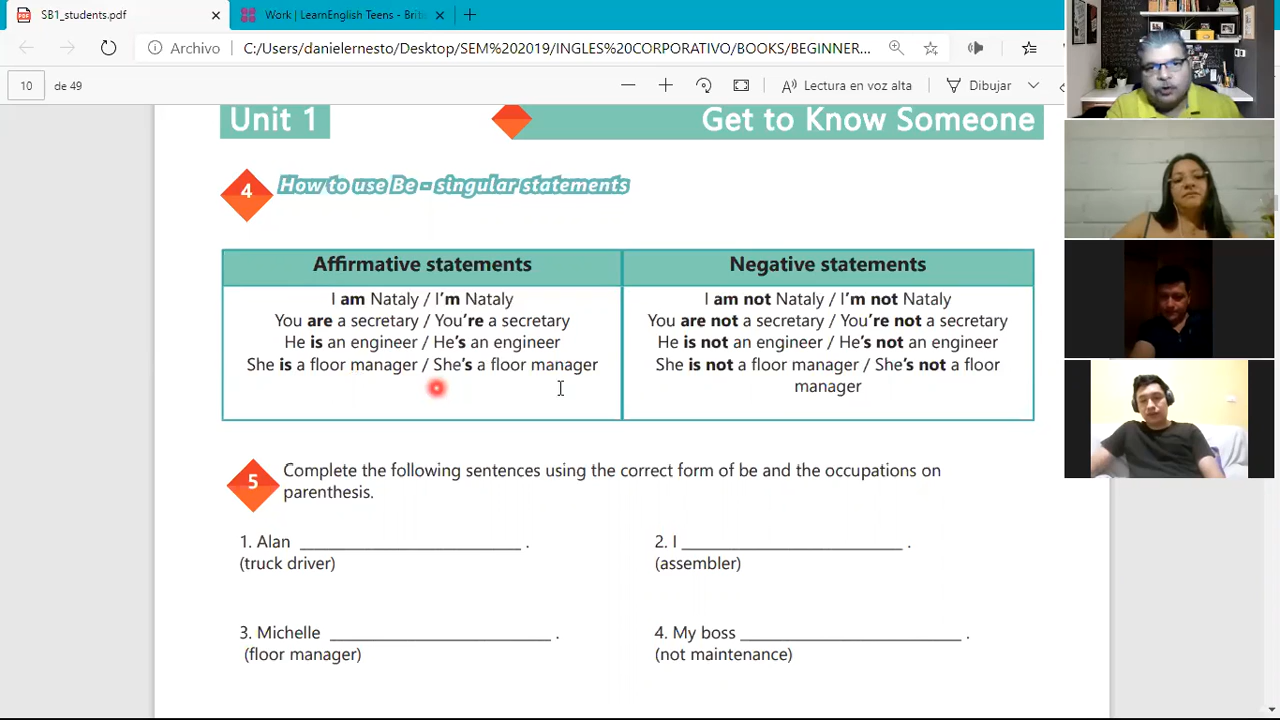 SB1_students.pdf
Work | LearnEnglish Teens - Brit
Archivo
C:/Users/danielernesto/Desktop/SEM%202019/INGLES%20CORPORATIVO/BOOKS/BEGINNER...
10 de 49
Lectura en voz alta
Dibujar
Unit 1
Get to Know Someone
4 How to use Be - singular statements
Affirmative statements
I am Nataly / I'm Nataly
You are a secretary / You're a secretary
He is an engineer / He's an engineer
She is a floor manager / She's a floor manager
Negative statements
I am not Nataly / I'm not Nataly
You are not a secretary / You're not a secretary
He is not an engineer / He's not an engineer
She is not a floor manager / She's not a floor
manager
5 Complete the following sentences using the correct form of be and the occupations on
parenthesis.
1. Alan ________________________ .
(truck driver)
2. I ________________________ .
(assembler)
3. Michelle ________________________ .
(floor manager)
4. My boss ________________________ .
(not maintenance)